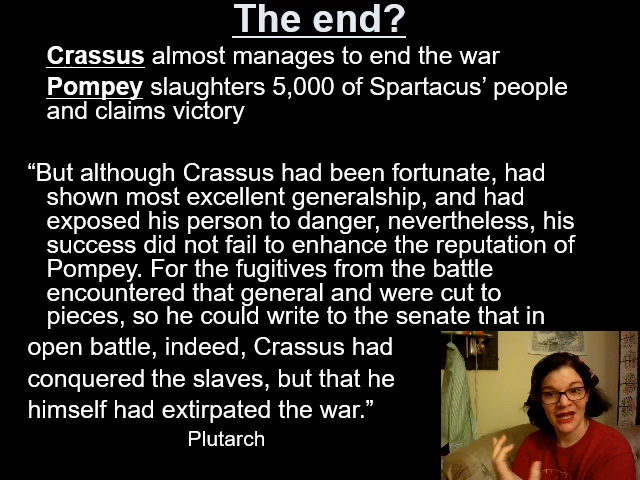 The end?
Crassus almost manages to end the war
Pompey slaughters 5,000 of Spartacus’ people
and claims victory
“But although Crassus had been fortunate, had
shown most excellent generalship, and had
exposed his person to danger, nevertheless, his
success did not fail to enhance the reputation of
Pompey. For the fugitives from the battle
encountered that general and were cut to
pieces, so he could write to the senate that in
open battle, indeed, Crassus had
conquered the slaves, but that he
himself had extirpated the war.”
Plutarch